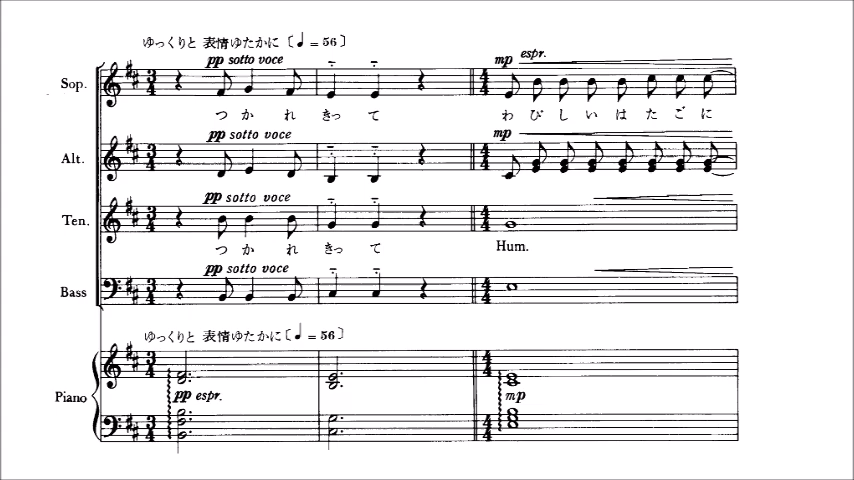 ゆっくりと 表情ゆたかに〔♩= 56〕
pp sotto voce
mp espr.
Sop.
つ か れ きっ て わ び し い は た ご に
pp sotto voce
mp
Alt.
pp sotto voce
Ten.
つ か れ きっ て Hum.
pp sotto voce
Bass
ゆっくりと 表情ゆたかに〔♩= 56〕
Piano
pp espr.
mp